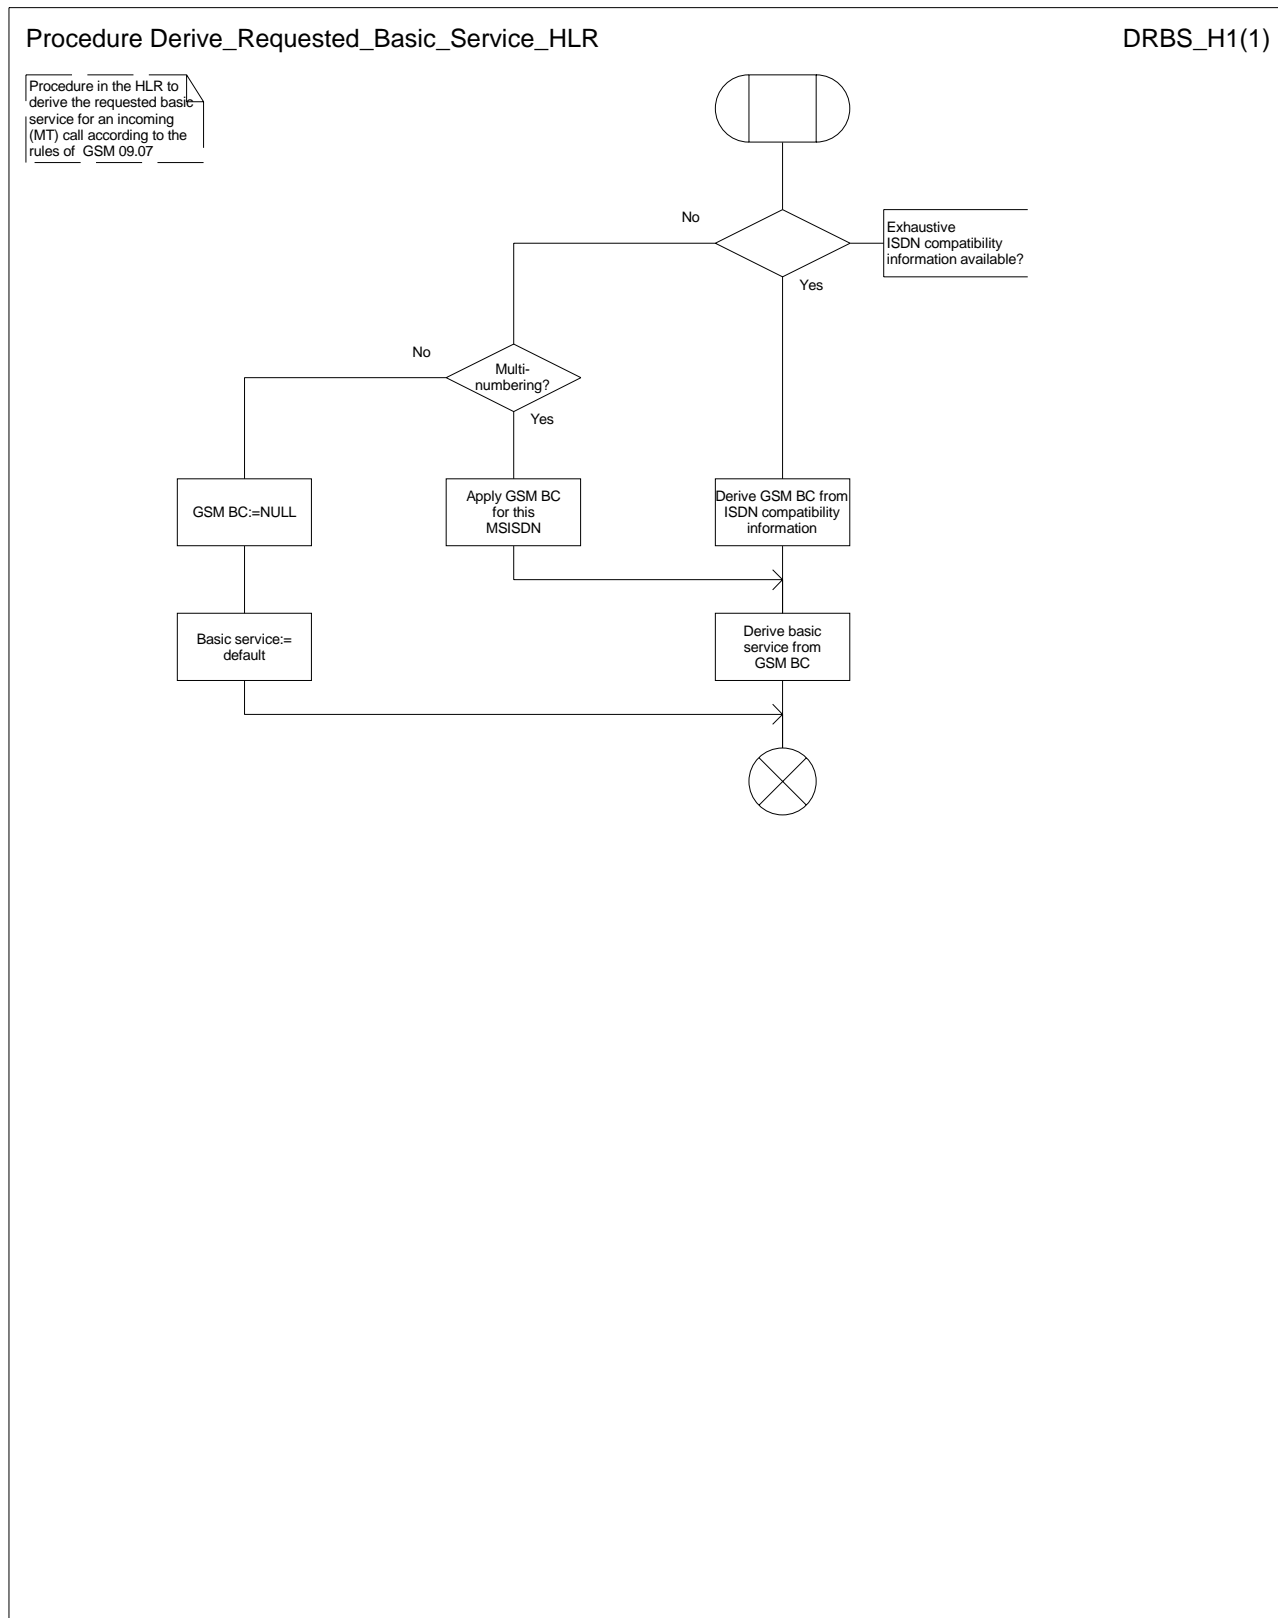 Procedure Derive_Requested_Basic_Service_HLR
DRBS_H1(1)
Procedure in the HLR to
derive the requested basic
service for an incoming
(MT) call according to the
rules of  GSM 09.07
No
Exhaustive
ISDN compatibility
information available?
Yes
No
Multi-
numbering?
Yes
GSM BC:=NULL
Apply GSM BC
for this
MSISDN
Derive GSM BC from
ISDN compatibility
information
Basic service:=
default
Derive basic
service from
GSM BC